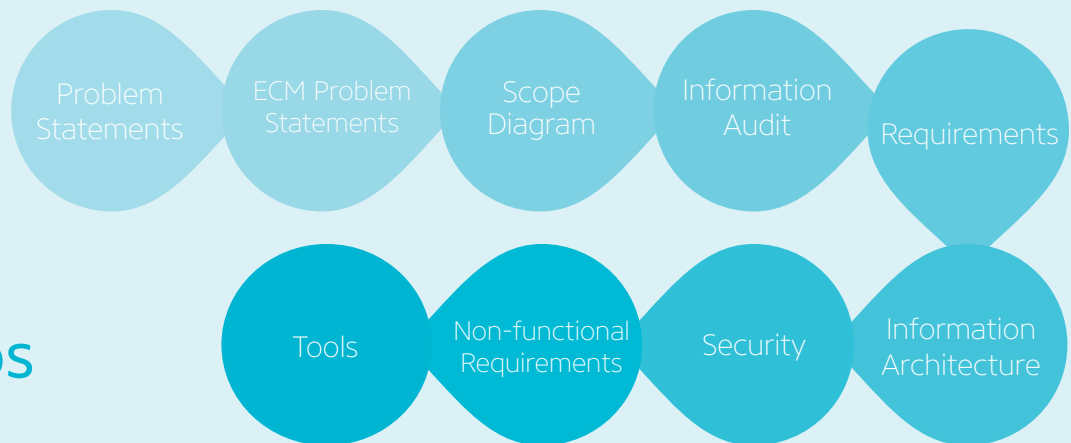 Problem
Statements
ECM Problem
Statements
Scope
Diagram
Information
Audit
Requirements
Tools
Non-functional
Requirements
Security
Information
Architecture